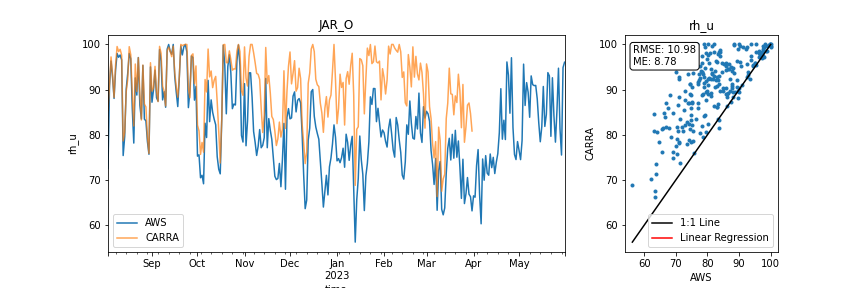 JAR_O
rh_u
100
90
80
70
60
AWS
CARRA
Sep
Oct
Nov
Dec
Jan
2023
Feb
Mar
Apr
May
time
rh_u
CARRA
100
90
80
70
60
RMSE: 10.98
ME: 8.78
1:1 Line
Linear Regression
60
70
80
90
100
AWS